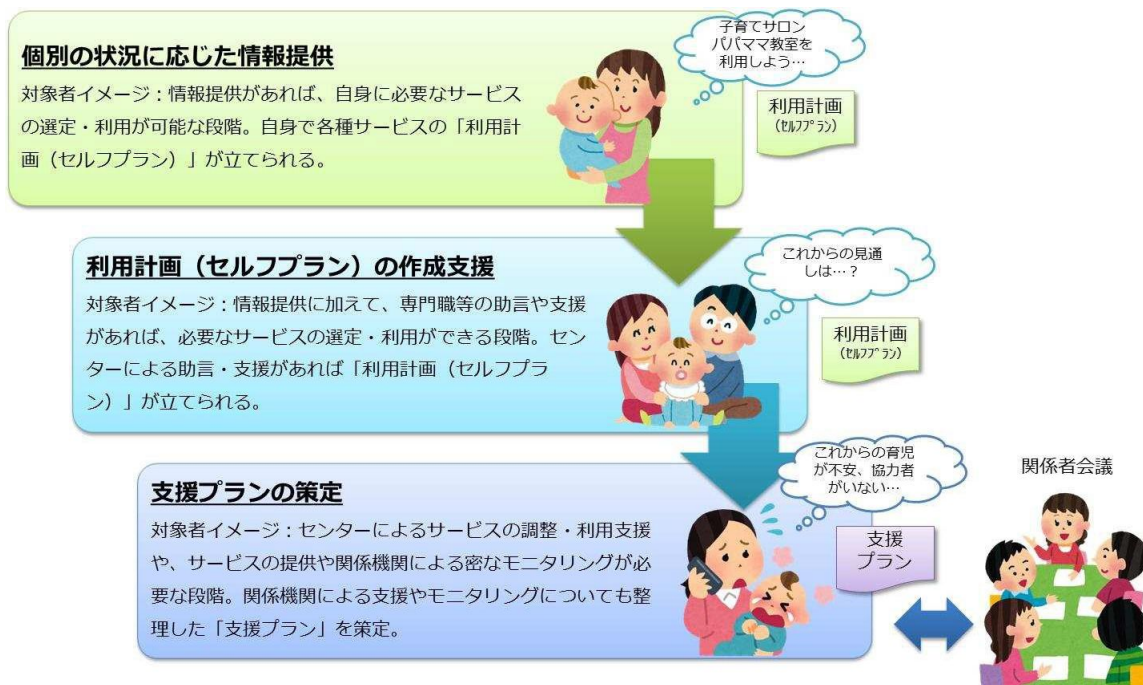 個別の状況に応じた情報提供
対象者イメージ：情報提供があれば、自身に必要なサービス
の選定・利用が可能な段階。自身で各種サービスの「利用計
画（セルフプラン）」が立てられる。
子育てサロン
パパママ教室を
利用しよう…
利用計画
（ｾﾙﾌﾌﾟﾗﾝ）
利用計画（セルフプラン）の作成支援
対象者イメージ：情報提供に加えて、専門職等の助言や支援
があれば、必要なサービスの選定・利用ができる段階。セン
ターによる助言・支援があれば「利用計画（セルフプラ
ン）」が立てられる。
これからの見通
しは…？
利用計画
（ｾﾙﾌﾌﾟﾗﾝ）
支援プランの策定
対象者イメージ：センターによるサービスの調整・利用支援
や、サービスの提供や関係機関による密なモニタリングが必
要な段階。関係機関による支援やモニタリングについても整
理した「支援プラン」を策定。
これからの育児
が不安、協力者
がいない…
支援
プラン
関係者会議